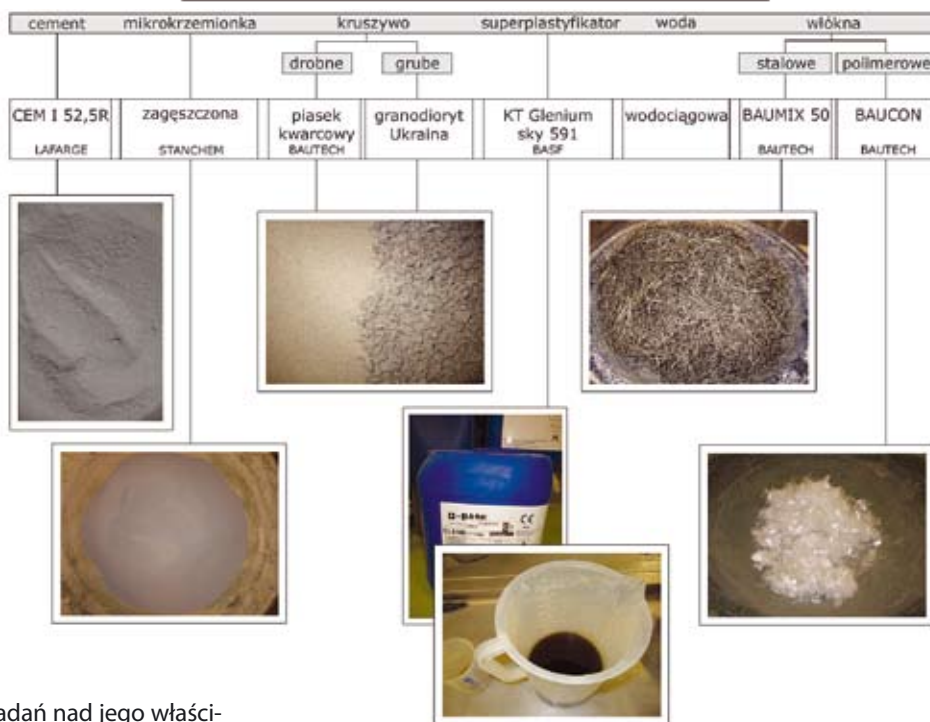 cement mikrokrzemionka kruszywo superplastyfikator woda włókna
drobne grube stalowe polimerowe
CEM I 52,5R
LAFARGE
zagęszczona
STANCHEM
piasek
kwarcowy
BAUTECH
granodioryt
Ukraina
KT Glenium
sky 591
BASF
wodociągowa
BAUMIX 50
BAUTECH
BAUCON
BAUTECH
CE
adań nad jego właści-